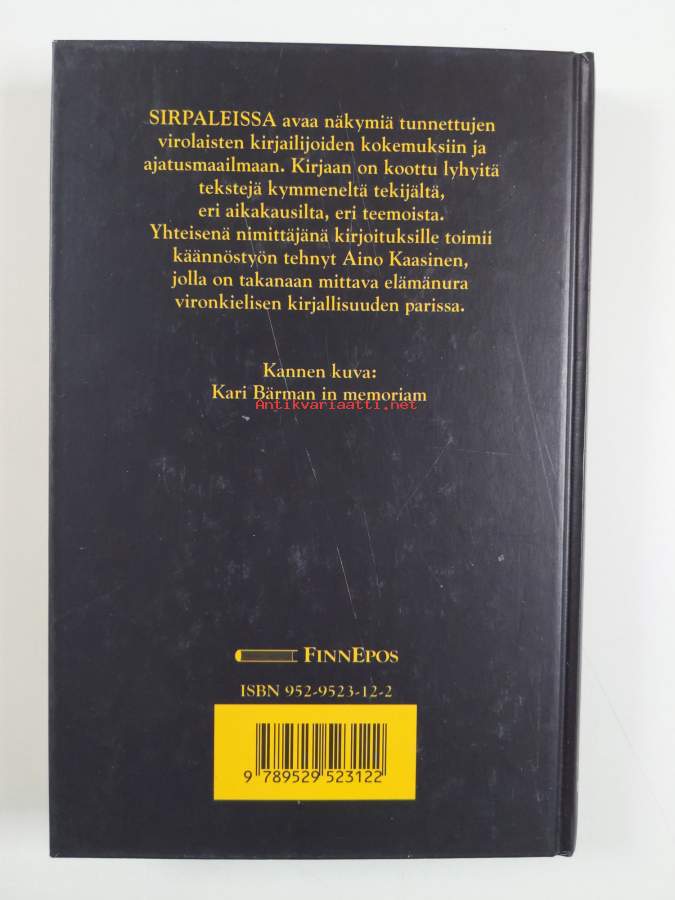 SIRPALEISSA avaa näkymiä tunnettujen
virolaisten kirjailijoiden kokemuksiin ja
ajatusmaailmaan. Kirjaan on koottu lyhyitä
tekstejä kymmeneltä tekijältä,
eri aikakausilta, eri teemoista.
Yhteisenä nimittäjänä kirjoituksille toimii
käännöstyön tehnyt Aino Kaasinen,
jolla on takanaan mittava elämänura
vironkielisen kirjallisuuden parissa.
Kannen kuva:
Kari Bärman in memoriam
Antikvariaatti.net
FINNEPOS
ISBN 952-9523-12-2
9 789529 523122